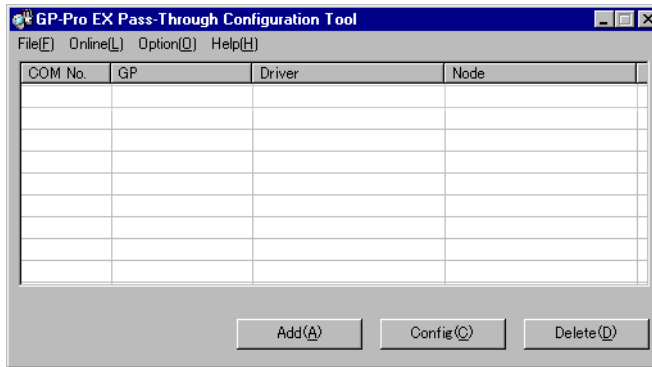 GP-Pro EX Pass-Through Configuration Tool
File(F) Online(L) Option(O) Help(H)
COM No. GP Driver Node
Add(A) Config(C) Delete(D)